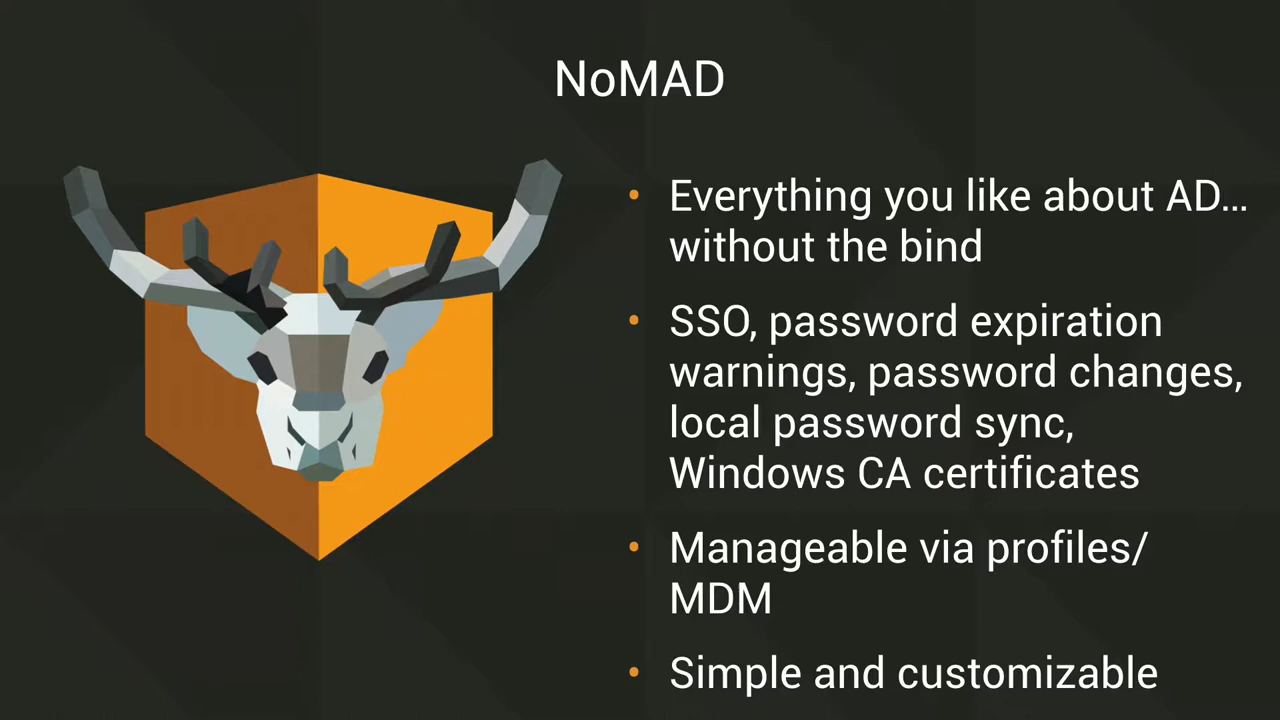 NoMAD
• Everything you like about AD…
without the bind
• SSO, password expiration
warnings, password changes,
local password sync,
Windows CA certificates
• Manageable via profiles/
MDM
• Simple and customizable